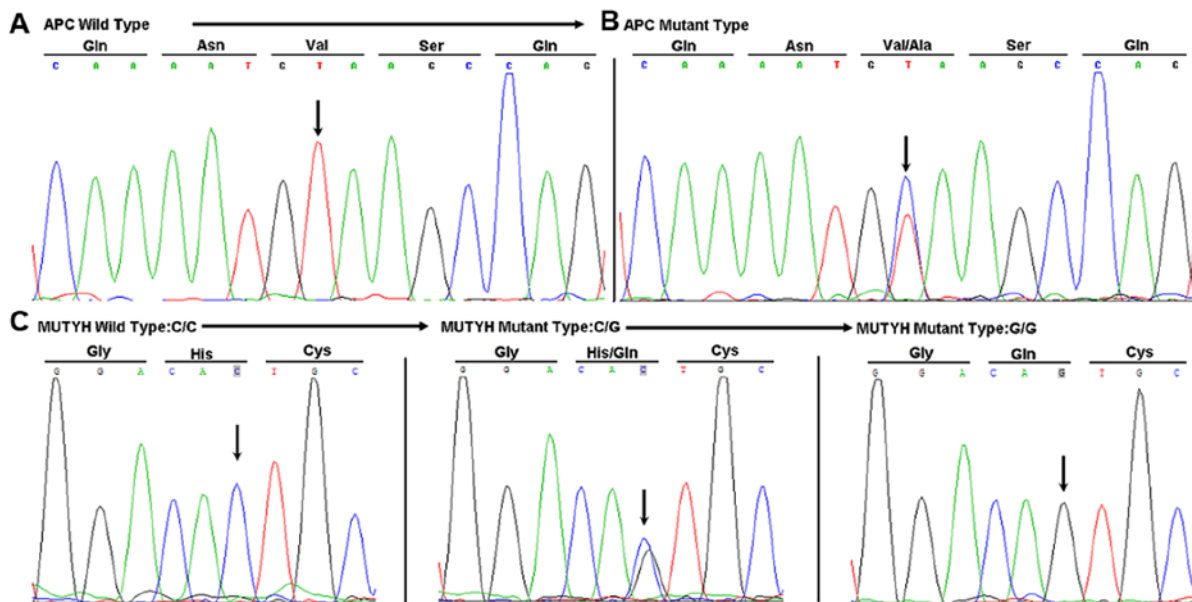 A APC Wild Type
Gln Asn Val Ser Gln
C A A A A T G T A A G C C A G
B APC Mutant Type
Gln Asn Val/Ala Ser Gln
C A A A A T G T A A G C C A G
C MUTYH Wild Type:C/C
Gly His Cys
G G A C A C T G C
MUTYH Mutant Type:C/G
Gly His/Gln Cys
G G A C A C T G C
MUTYH Mutant Type:G/G
Gly Gln Cys
G G A C A G T G C